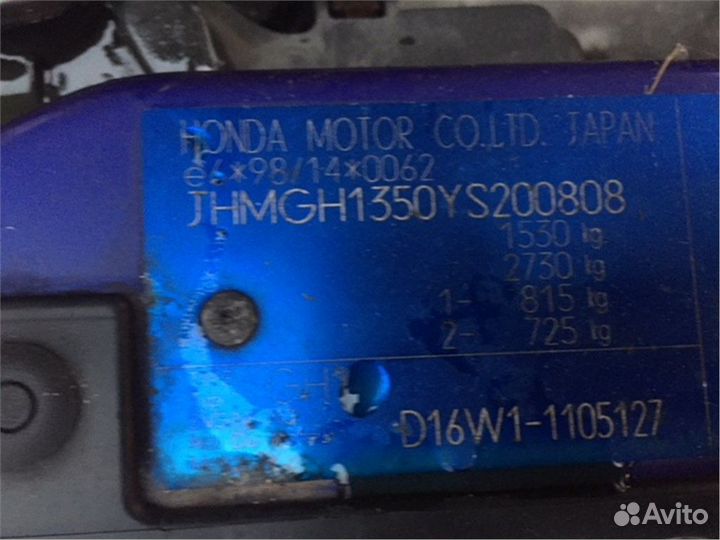 HONDA MOTOR CO.LTD. JAPAN
e6*98/14*0062
JHMGH1350YS200808
1530 kg
2730 kg
1- 815 kg
2- 725 kg
GH1
D16W1-1105127
Avito